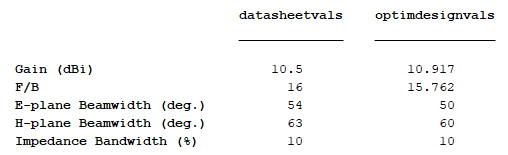 datasheetvals optimdesignvals
Gain (dBi) 10.5 10.917
F/B 16 15.762
E-plane Beamwidth (deg.) 54 50
H-plane Beamwidth (deg.) 63 60
Impedance Bandwidth (%) 10 10